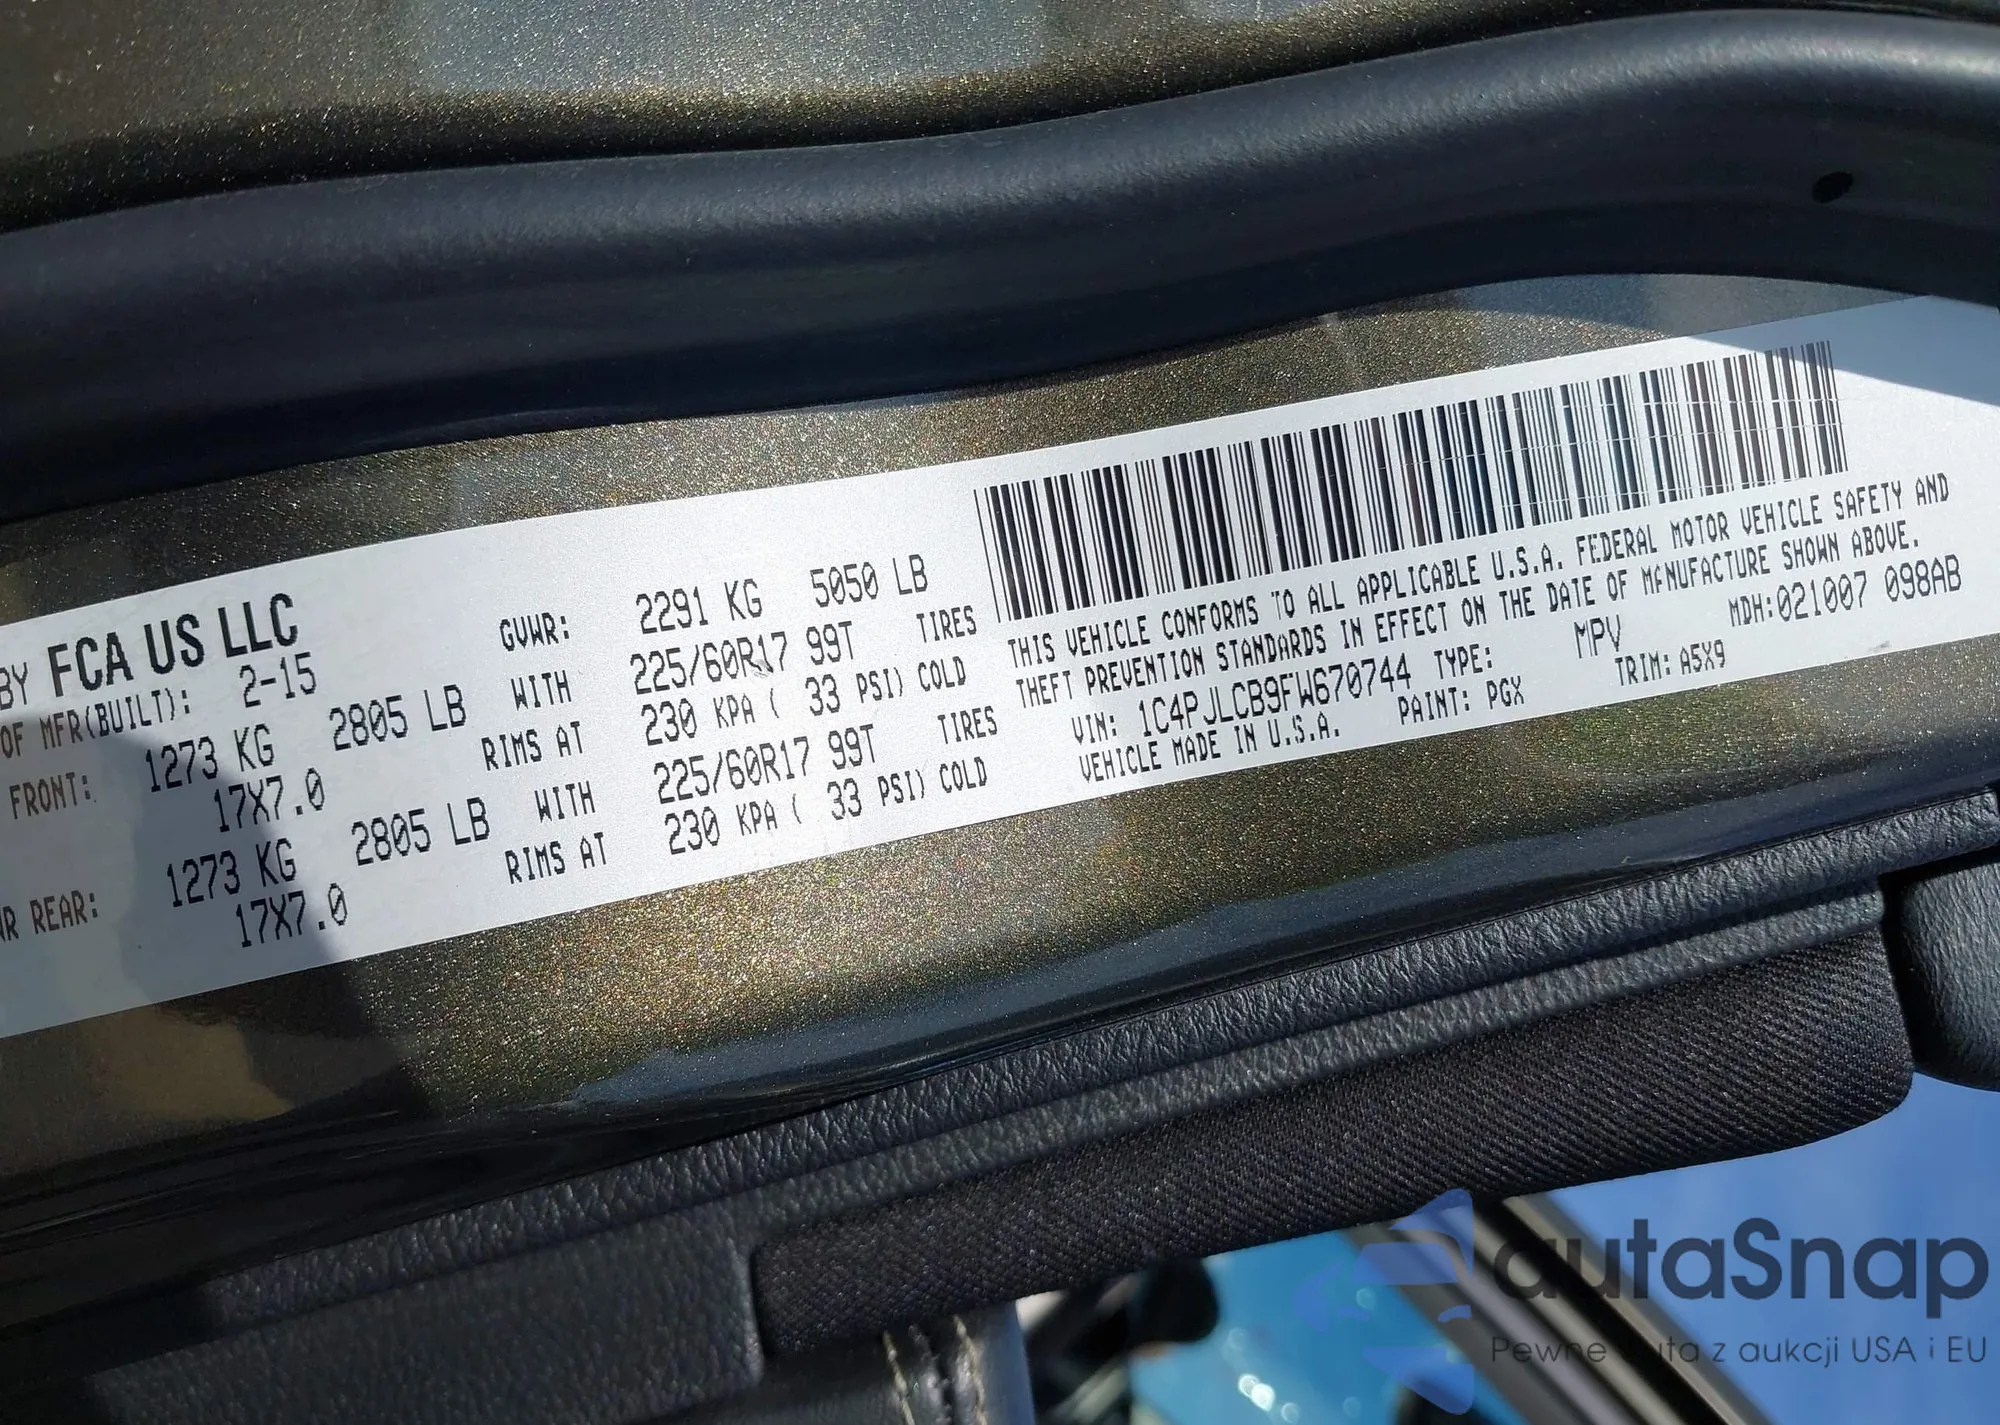 BY FCA US LLC
OF MFR(BUILT): 2-15
GVWR: 2291 KG 5050 LB
FRONT: 1273 KG 2805 LB WITH 225/60R17 99T TIRES
17X7.0 RIMS AT 230 KPA ( 33 PSI) COLD
REAR: 1273 KG 2805 LB WITH 225/60R17 99T TIRES
17X7.0 RIMS AT 230 KPA ( 33 PSI) COLD
THIS VEHICLE CONFORMS TO ALL APPLICABLE U.S.A. FEDERAL MOTOR VEHICLE SAFETY AND
THEFT PREVENTION STANDARDS IN EFFECT ON THE DATE OF MANUFACTURE SHOWN ABOVE.
MDH:021007 098AB
VIN: 1C4PJLCB9FW670744 TYPE: MPV
VEHICLE MADE IN U.S.A. PAINT: PGX TRIM: A5X9
autaSnap
Pewne auta z aukcji USA i EU